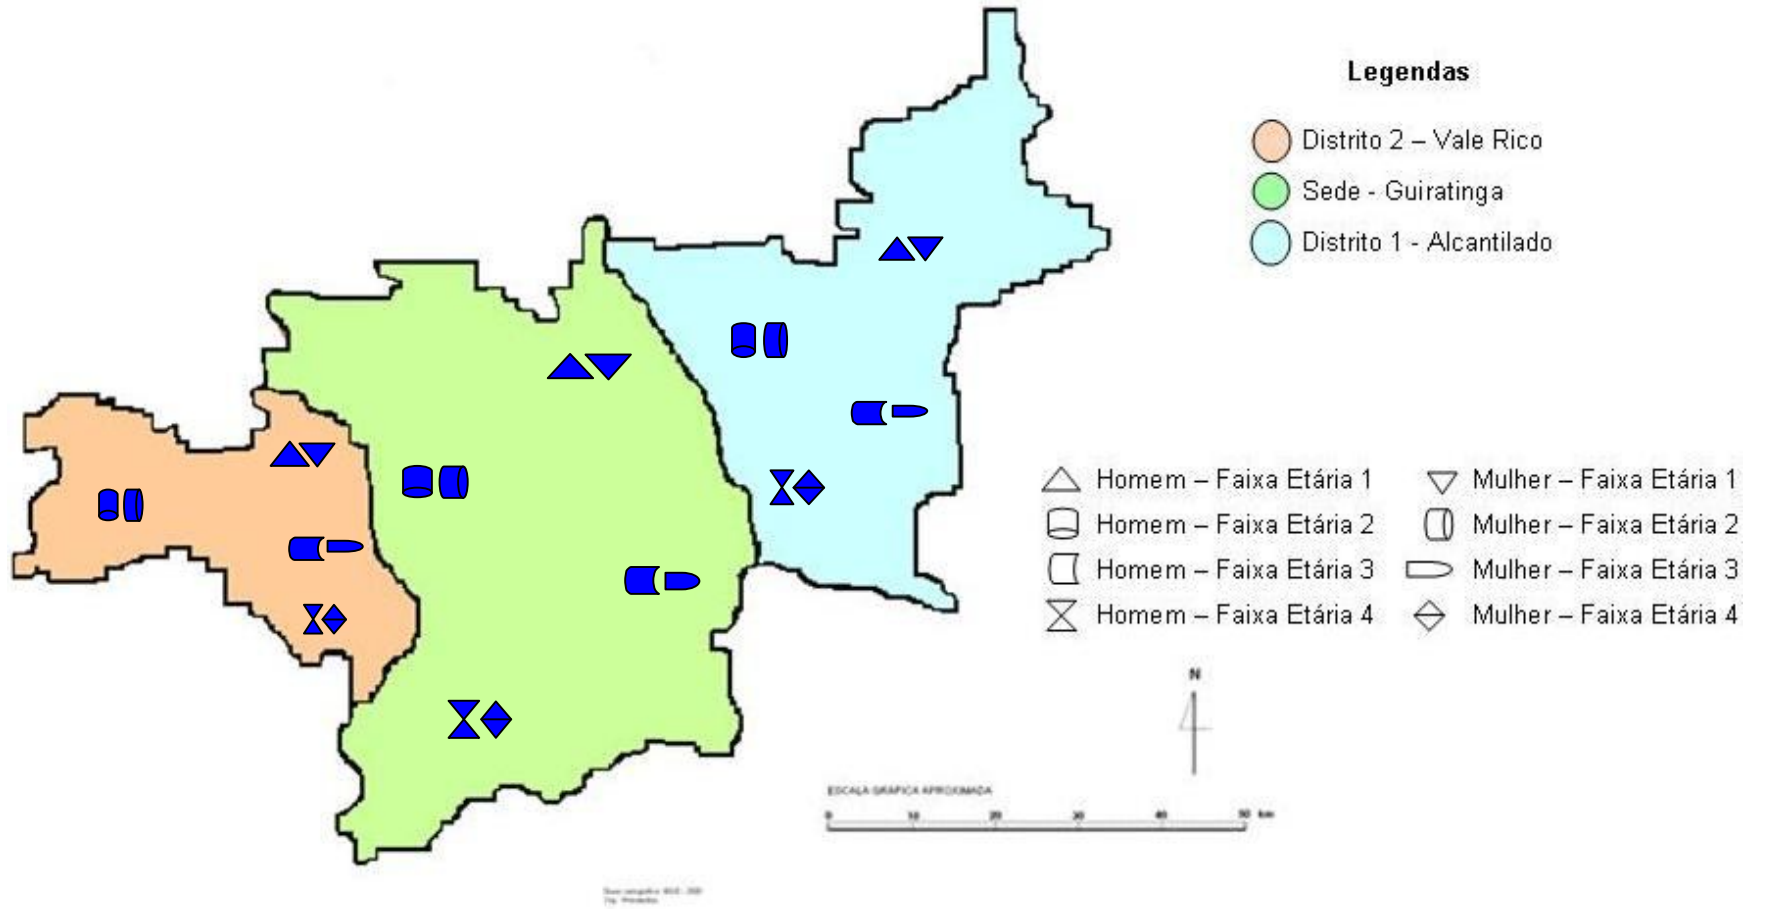 Legendas
Distrito 2 – Vale Rico
Sede - Guiratinga
Distrito 1 - Alcantilado
Homem – Faixa Etária 1
Mulher – Faixa Etária 1
Homem – Faixa Etária 2
Mulher – Faixa Etária 2
Homem – Faixa Etária 3
Mulher – Faixa Etária 3
Homem – Faixa Etária 4
Mulher – Faixa Etária 4
N
ESCALA GRÁFICA APROXIMADA
0 10 20 30 40 50 km